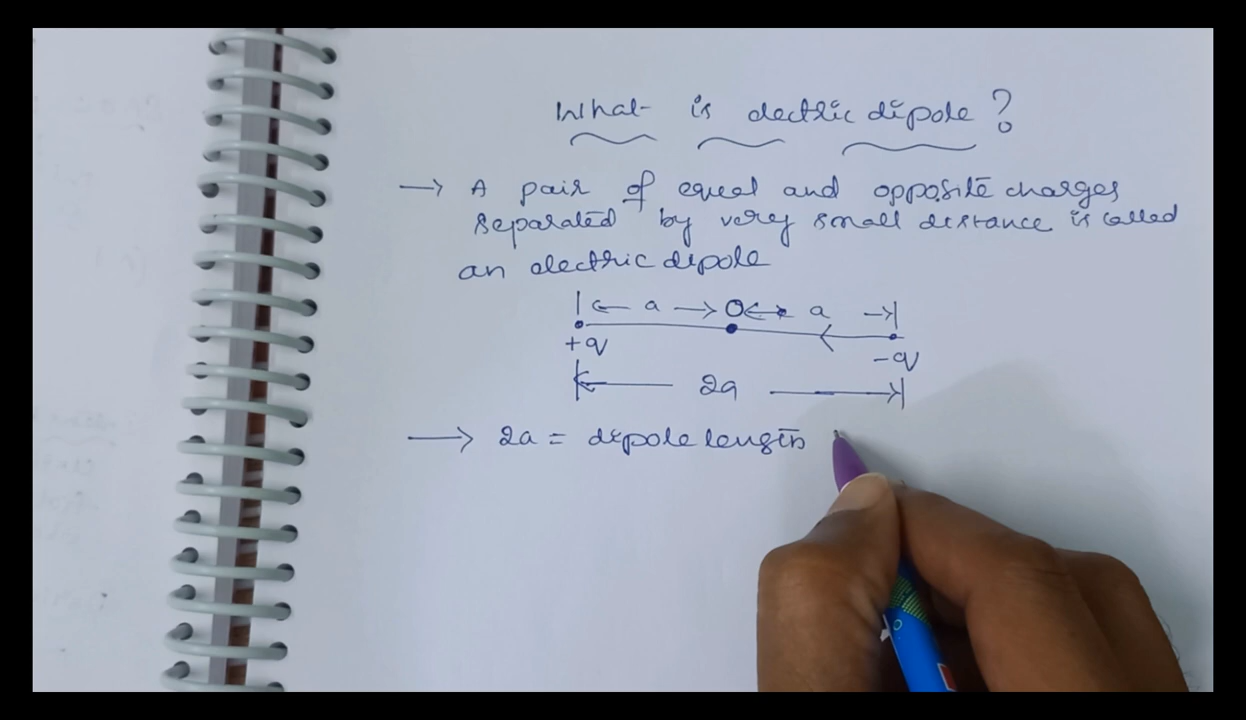 What is electric dipole?
→ A pair of equal and opposite charges
separated by very small distance is called
an electric dipole
a O a
+q -q
2a
→ 2a = dipole length